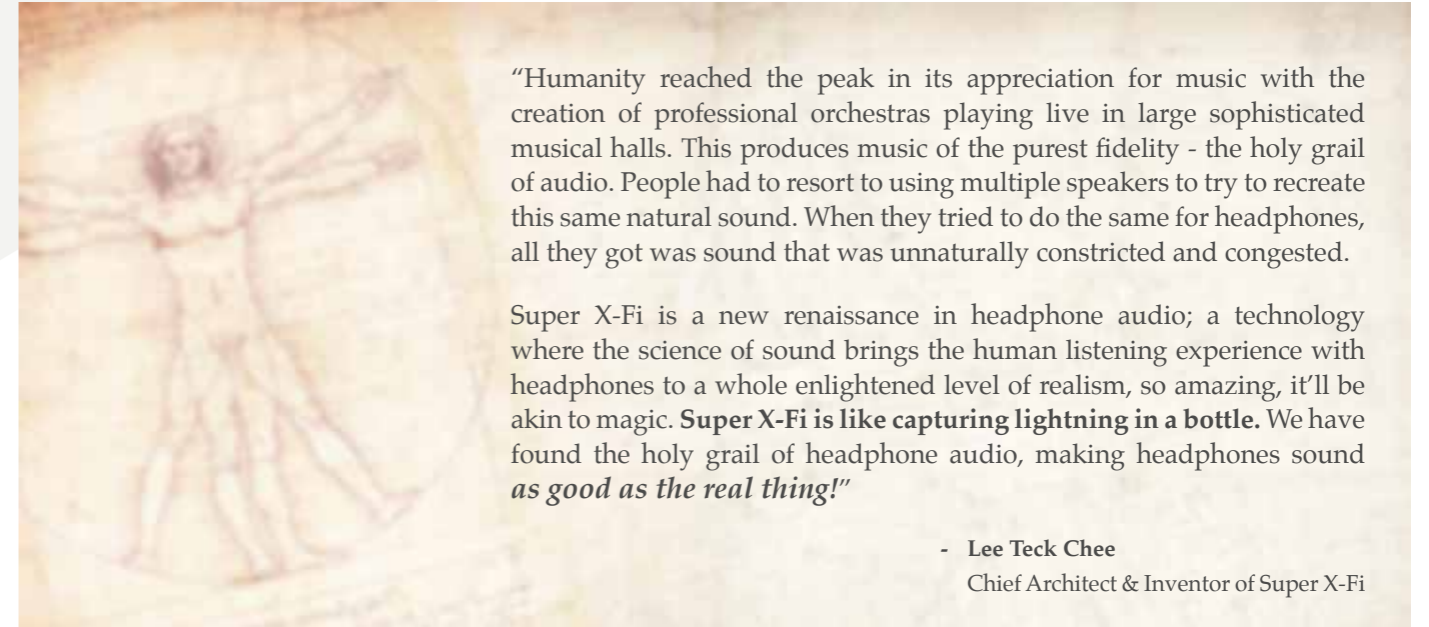 “Humanity reached the peak in its appreciation for music with the
creation of professional orchestras playing live in large sophisticated
musical halls. This produces music of the purest fidelity - the holy grail
of audio. People had to resort to using multiple speakers to try to recreate
this same natural sound. When they tried to do the same for headphones,
all they got was sound that was unnaturally constricted and congested.
Super X-Fi is a new renaissance in headphone audio; a technology
where the science of sound brings the human listening experience with
headphones to a whole enlightened level of realism, so amazing, it’ll be
akin to magic. Super X-Fi is like capturing lightning in a bottle. We have
found the holy grail of headphone audio, making headphones sound
as good as the real thing!”
- Lee Teck Chee
Chief Architect & Inventor of Super X-Fi